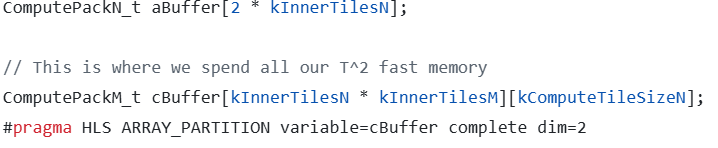 ComputePackN_t aBuffer[2 * kInnerTilesN];
// This is where we spend all our T^2 fast memory
ComputePackM_t cBuffer[kInnerTilesN * kInnerTilesM][kComputeTileSizeN];
#pragma HLS ARRAY_PARTITION variable=cBuffer complete dim=2